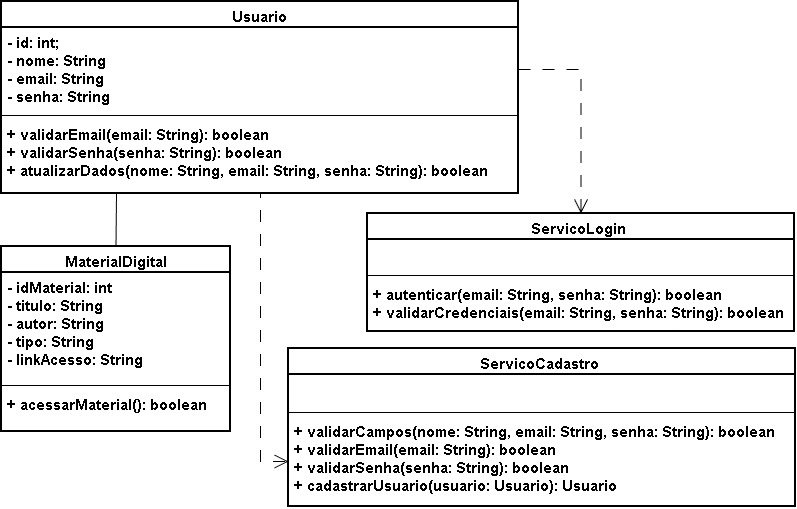 Usuario
- id: int;
- nome: String
- email: String
- senha: String
+ validarEmail(email: String): boolean
+ validarSenha(senha: String): boolean
+ atualizarDados(nome: String, email: String, senha: String): boolean
ServicoLogin
+ autenticar(email: String, senha: String): boolean
+ validarCredenciais(email: String, senha: String): boolean
MaterialDigital
- idMaterial: int
- titulo: String
- autor: String
- tipo: String
- linkAcesso: String
+ acessarMaterial(): boolean
ServicoCadastro
+ validarCampos(nome: String, email: String, senha: String): boolean
+ validarEmail(email: String): boolean
+ validarSenha(senha: String): boolean
+ cadastrarUsuario(usuario: Usuario): Usuario